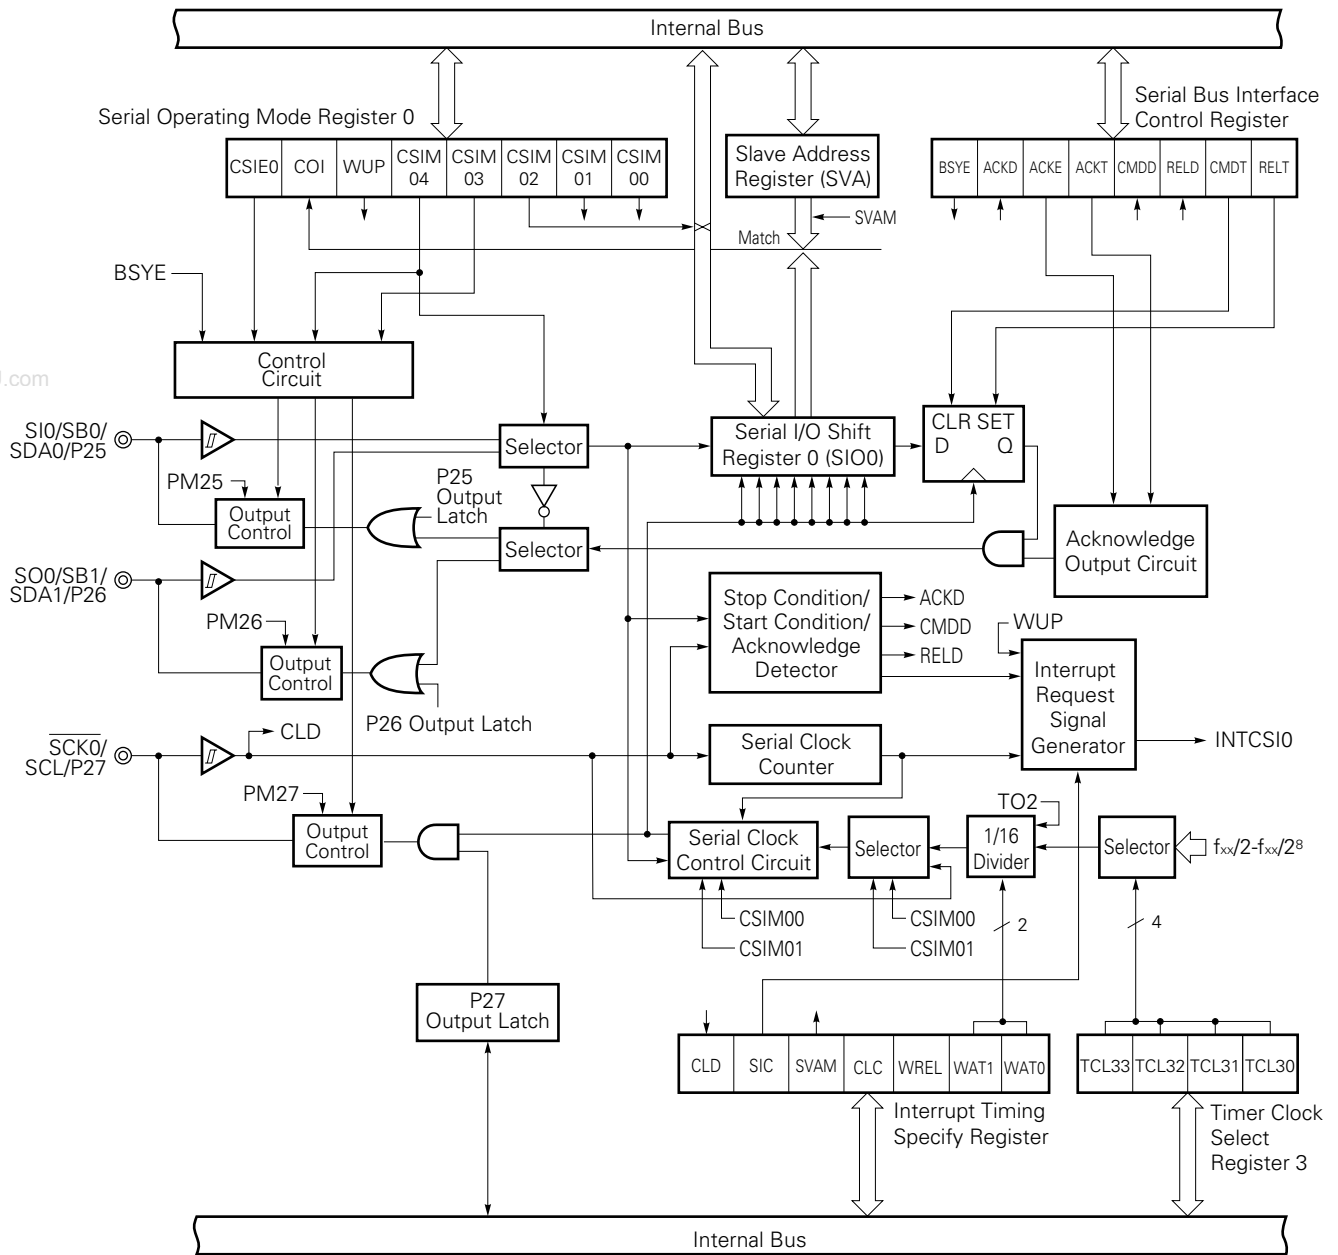 Internal Bus
Serial Operating Mode Register 0
Serial Bus Interface
Control Register
CSIE0 COI WUP CSIM 04 CSIM 03 CSIM 02 CSIM 01 CSIM 00
Slave Address
Register (SVA)
BSYE ACKD ACKE ACKT CMDD RELD CMDT RELT
SVAM
Match
BSYE
Control
Circuit
.com
SI0/SB0/
SDA0/P25
Selector
Serial I/O Shift
Register 0 (SIO0)
CLR SET
D Q
PM25
Output
Control
P25
Output
Latch
Selector
Acknowledge
Output Circuit
SO0/SB1/
SDA1/P26
PM26
Output
Control
P26 Output Latch
Stop Condition/
Start Condition/
Acknowledge
Detector
ACKD
CMDD
RELD
WUP
Interrupt
Request
Signal
Generator
INTCSI0
SCK0/
SCL/P27
CLD
Serial Clock
Counter
PM27
Output
Control
Serial Clock
Control Circuit
Selector
TO2
1/16
Divider
Selector
fxx/2-fxx/2⁸
CSIM00
CSIM01
CSIM00
CSIM01
2
4
P27
Output Latch
CLD SIC SVAM CLC WREL WAT1 WAT0
TCL33 TCL32 TCL31 TCL30
Interrupt Timing
Specify Register
Timer Clock
Select
Register 3
Internal Bus